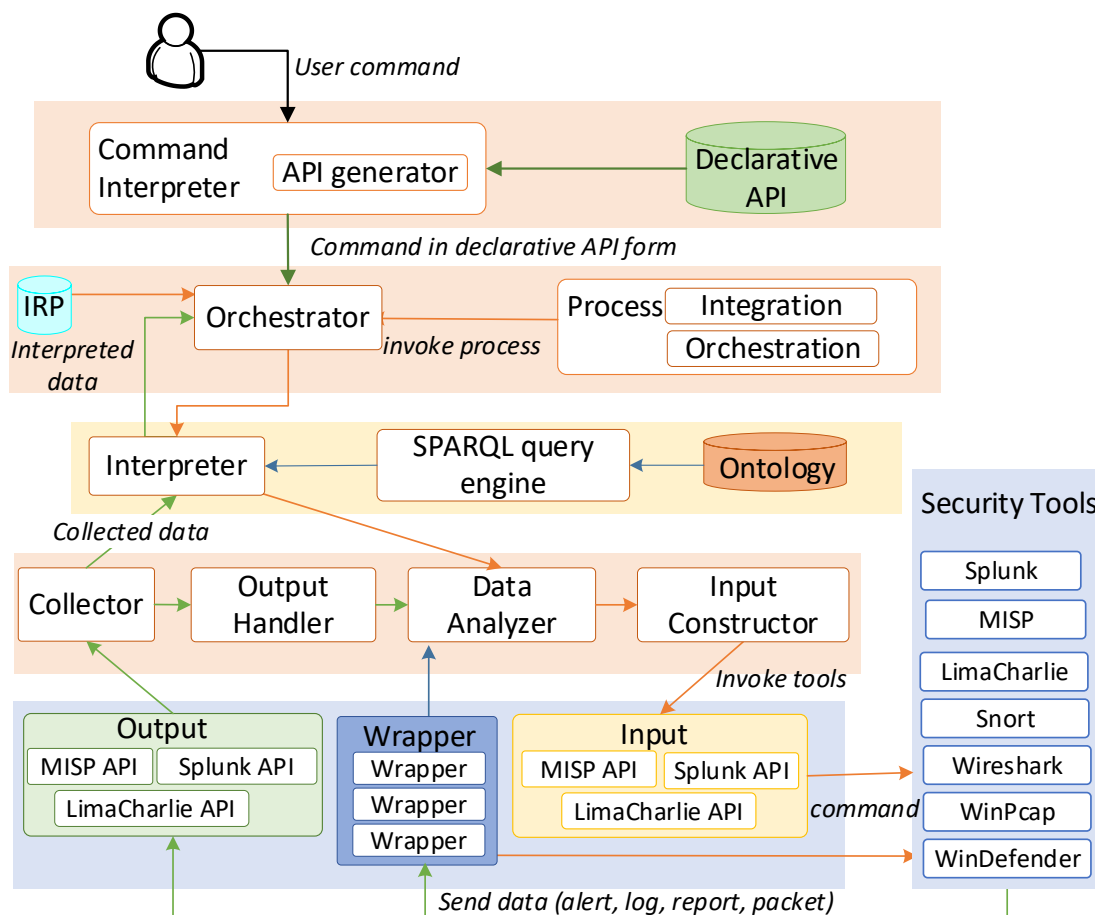 User command
Command
Interpreter
API generator
Declarative
API
Command in declarative API form
IRP
Orchestrator
Process
Integration
Orchestration
invoke process
Interpreted
data
Interpreter
SPARQL query
engine
Ontology
Collected data
Security Tools
Collector
Output
Handler
Data
Analyzer
Input
Constructor
Splunk
MISP
LimaCharlie
Snort
Wireshark
WinPcap
WinDefender
Invoke tools
Output
MISP API
Splunk API
LimaCharlie API
Wrapper
Wrapper
Wrapper
Wrapper
Input
MISP API
Splunk API
LimaCharlie API
command
Send data (alert, log, report, packet)